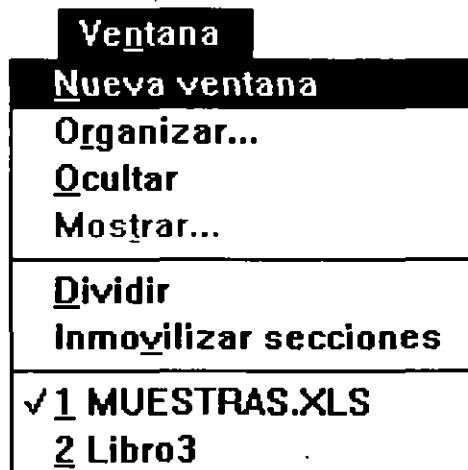 Ventana
Nueva ventana
Organizar...
Ocultar
Mostrar...
Dividir
Inmovilizar secciones
√ 1 MUESTRAS.XLS
2 Libro3